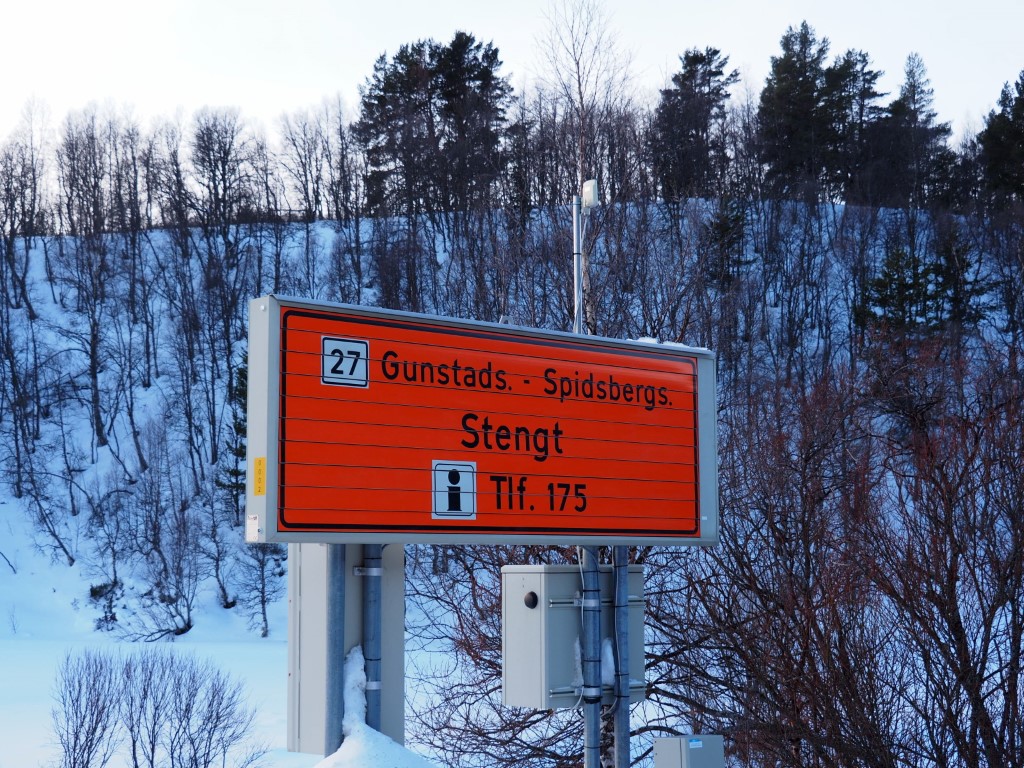 27 Gunstads. - Spidsbergs.
Stengt
i Tlf. 175